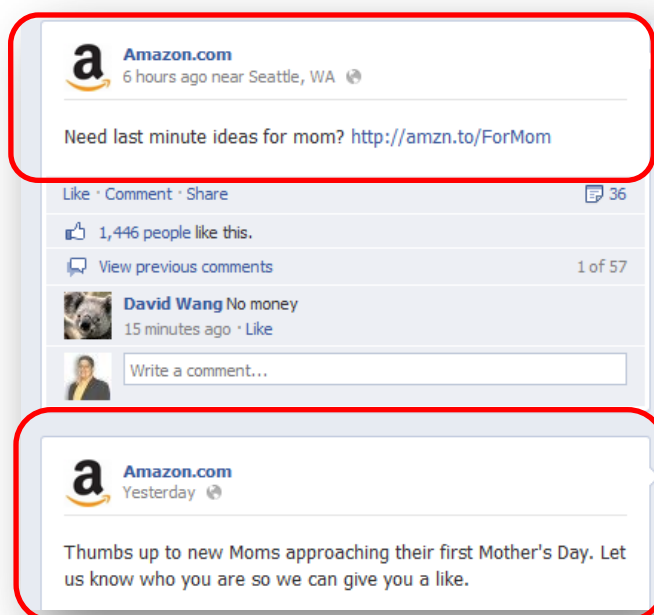 Amazon.com
6 hours ago near Seattle, WA
Need last minute ideas for mom? http://amzn.to/ForMom
Like · Comment · Share 36
1,446 people like this.
View previous comments 1 of 57
David Wang No money
15 minutes ago · Like
Write a comment...
Amazon.com
Yesterday
Thumbs up to new Moms approaching their first Mother's Day. Let
us know who you are so we can give you a like.